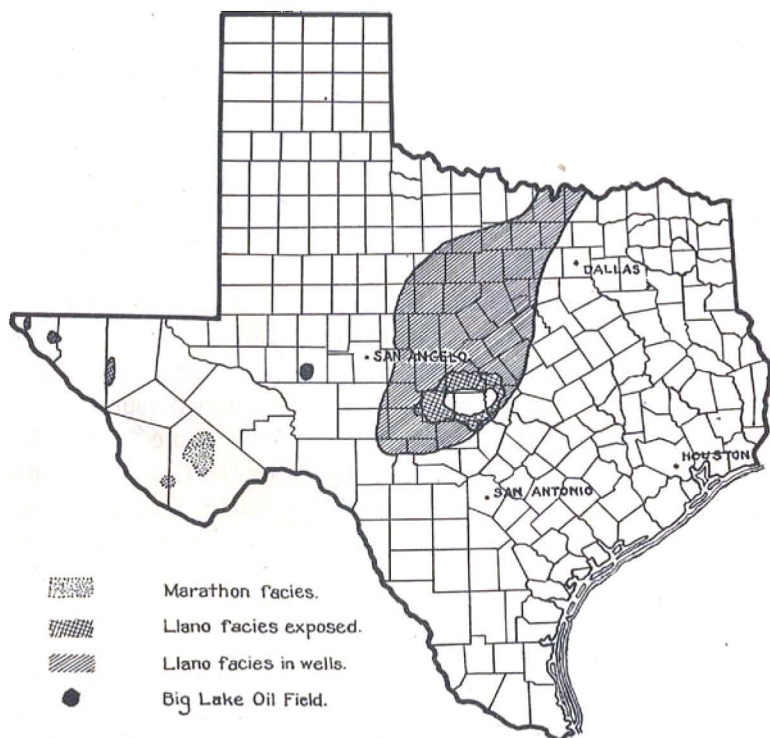 DALLAS
SAN ANGELO
HOUSTON
SAN ANTONIO
Marathon facies.
Llano facies exposed.
Llano facies in wells.
Big Lake Oil Field.